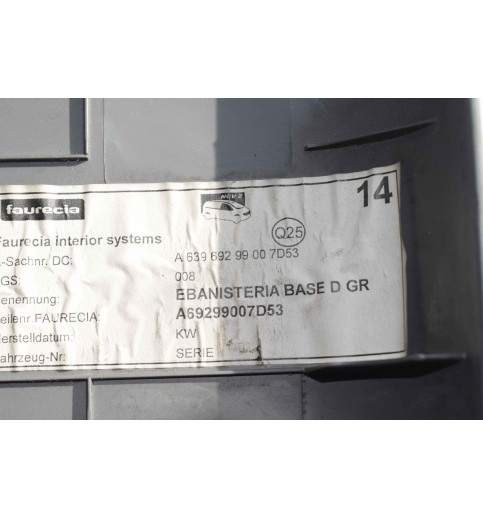 faurecia
NCV2
14
Faurecia interior systems
Q25
-Sachnr. DC: A 639 692 99 00 7D53
GS: 008
enennung: EBANISTERIA BASE D GR
eilenr.FAURECIA: A69299007D53
erstelldatum: KW
ahrzeug-Nr: SERIE